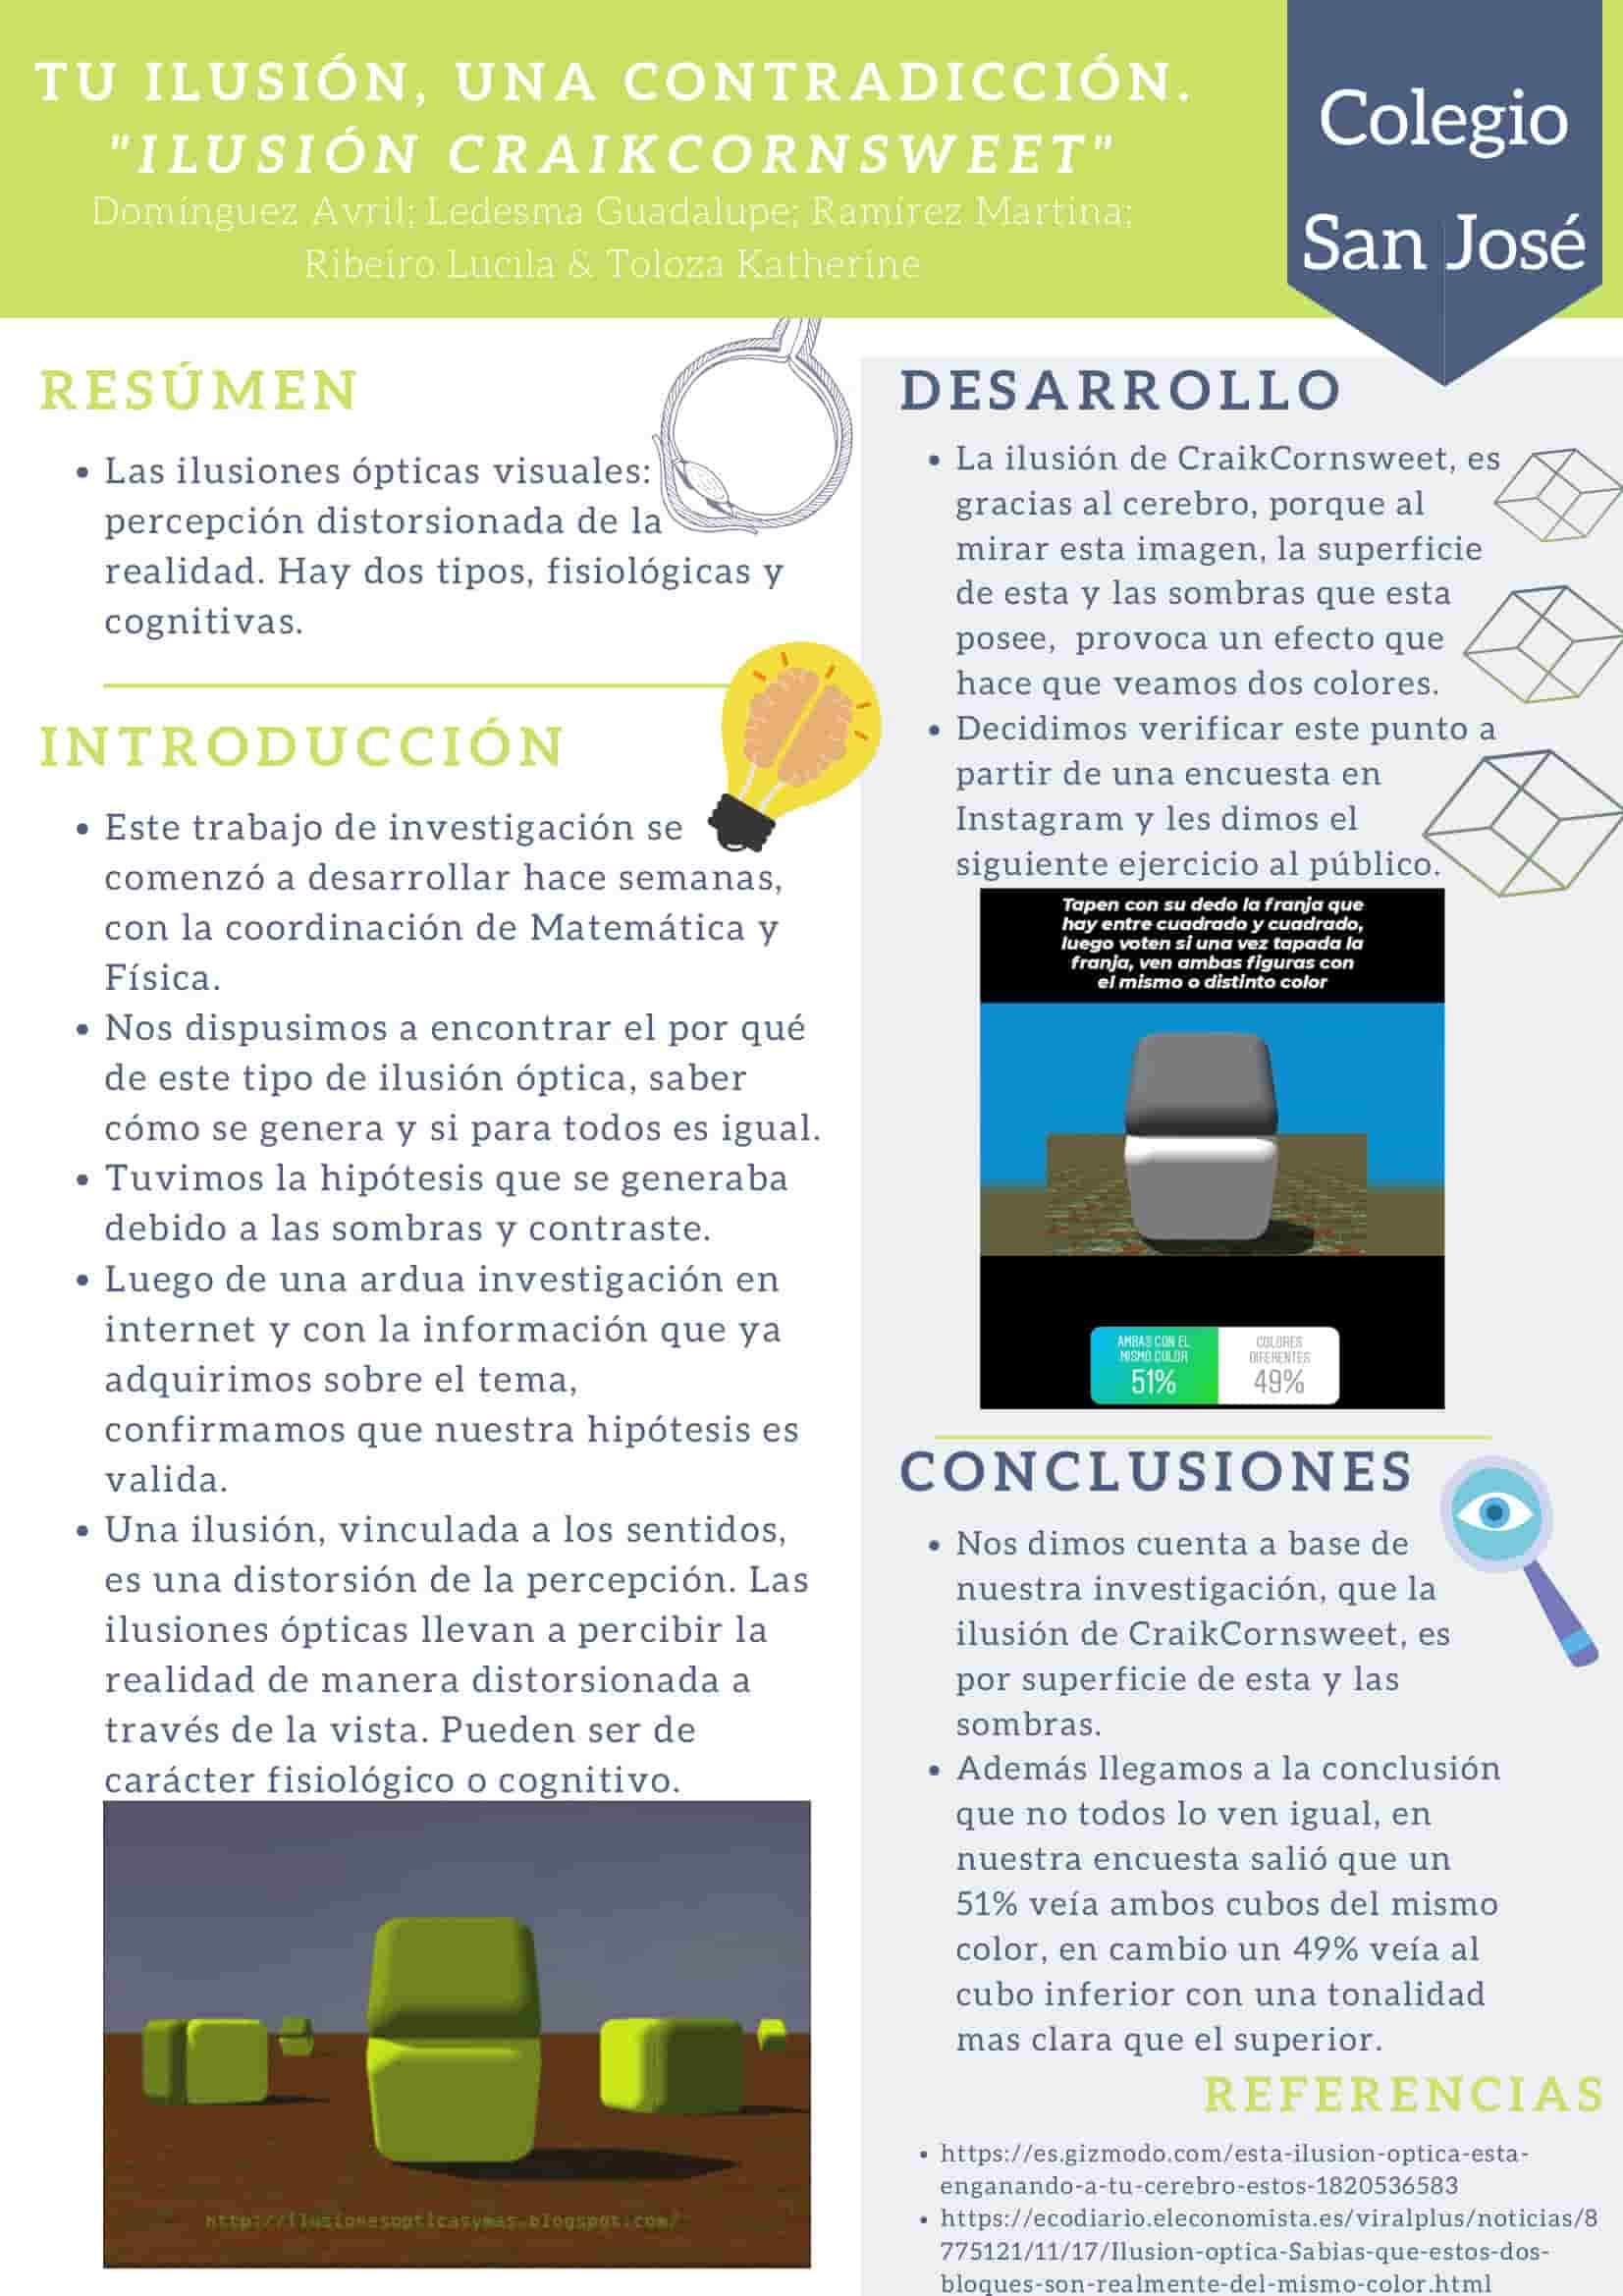 TU ILUSIÓN, UNA CONTRADICCIÓN.
"ILUSIÓN CRAIKCORNSWEET"
Domínguez Avril; Ledesma Guadalupe; Ramírez Martina;
Ribeiro Lucila & Toloza Katherine
Colegio
San José
RESÚMEN
• Las ilusiones ópticas visuales:
percepción distorsionada de la
realidad. Hay dos tipos, fisiológicas y
cognitivas.
INTRODUCCIÓN
• Este trabajo de investigación se
comenzó a desarrollar hace semanas,
con la coordinación de Matemática y
Física.
• Nos dispusimos a encontrar el por qué
de este tipo de ilusión óptica, saber
cómo se genera y si para todos es igual.
• Tuvimos la hipótesis que se generaba
debido a las sombras y contraste.
• Luego de una ardua investigación en
internet y con la información que ya
adquirimos sobre el tema,
confirmamos que nuestra hipótesis es
valida.
• Una ilusión, vinculada a los sentidos,
es una distorsión de la percepción. Las
ilusiones ópticas llevan a percibir la
realidad de manera distorsionada a
través de la vista. Pueden ser de
carácter fisiológico o cognitivo.
http://ilusionesopticasymas.blogspot.com/
DESARROLLO
• La ilusión de CraikCornsweet, es
gracias al cerebro, porque al
mirar esta imagen, la superficie
de esta y las sombras que esta
posee, provoca un efecto que
hace que veamos dos colores.
• Decidimos verificar este punto a
partir de una encuesta en
Instagram y les dimos el
siguiente ejercicio al público.
Tapen con su dedo la franja que
hay entre cuadrado y cuadrado,
luego voten si una vez tapada la
franja, ven ambas figuras con
el mismo o distinto color
AMBAS CON EL
MISMO COLOR
51%
COLORES
DIFERENTES
49%
CONCLUSIONES
• Nos dimos cuenta a base de
nuestra investigación, que la
ilusión de CraikCornsweet, es
por superficie de esta y las
sombras.
• Además llegamos a la conclusión
que no todos lo ven igual, en
nuestra encuesta salió que un
51% veía ambos cubos del mismo
color, en cambio un 49% veía al
cubo inferior con una tonalidad
mas clara que el superior.
REFERENCIAS
• https://es.gizmodo.com/esta-ilusion-optica-esta-
enganando-a-tu-cerebro-estos-1820536583
• https://ecodiario.eleconomista.es/viralplus/noticias/8
775121/11/17/Ilusion-optica-Sabias-que-estos-dos-
bloques-son-realmente-del-mismo-color.html